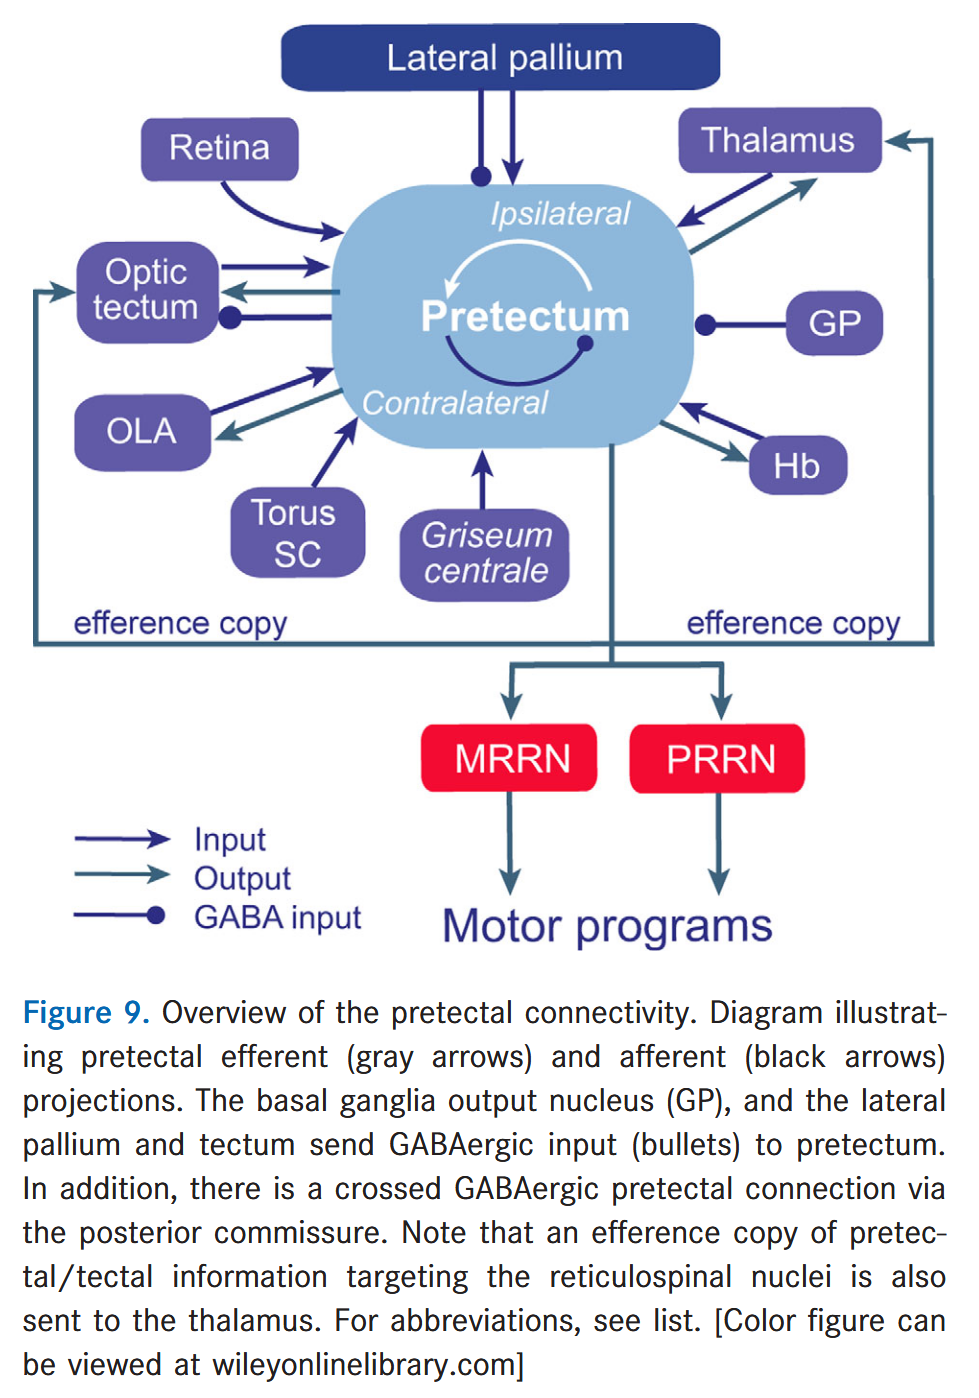 Lateral pallium
Retina
Thalamus
Ipsilateral
Optic
tectum
Pretectum
GP
Contralateral
OLA
Hb
Torus
SC
Griseum
centrale
efference copy
efference copy
MRRN
PRRN
Input
Output
GABA input
Motor programs
Figure 9. Overview of the pretectal connectivity. Diagram illustrat-
ing pretectal efferent (gray arrows) and afferent (black arrows)
projections. The basal ganglia output nucleus (GP), and the lateral
pallium and tectum send GABAergic input (bullets) to pretectum.
In addition, there is a crossed GABAergic pretectal connection via
the posterior commissure. Note that an efference copy of pretec-
tal/tectal information targeting the reticulospinal nuclei is also
sent to the thalamus. For abbreviations, see list. [Color figure can
be viewed at wileyonlinelibrary.com]